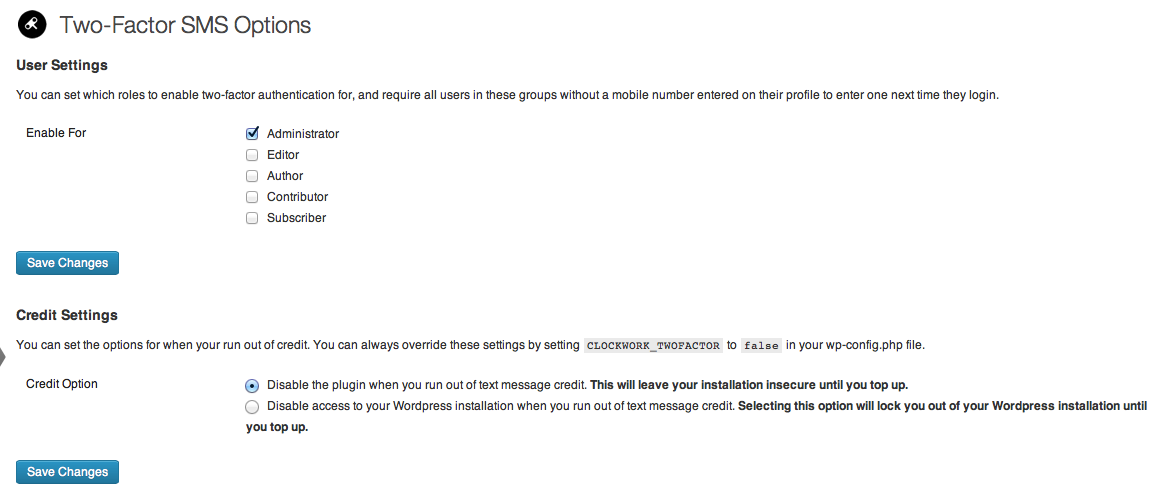 Two-Factor SMS Options
User Settings
You can set which roles to enable two-factor authentication for, and require all users in these groups without a mobile number entered on their profile to enter one next time they login.
Enable For
Administrator
Editor
Author
Contributor
Subscriber
Save Changes
Credit Settings
You can set the options for when your run out of credit. You can always override these settings by setting CLOCKWORK_TWOFACTOR to false in your wp-config.php file.
Credit Option
Disable the plugin when you run out of text message credit. This will leave your installation insecure until you top up.
Disable access to your Wordpress installation when you run out of text message credit. Selecting this option will lock you out of your Wordpress installation until
you top up.
Save Changes